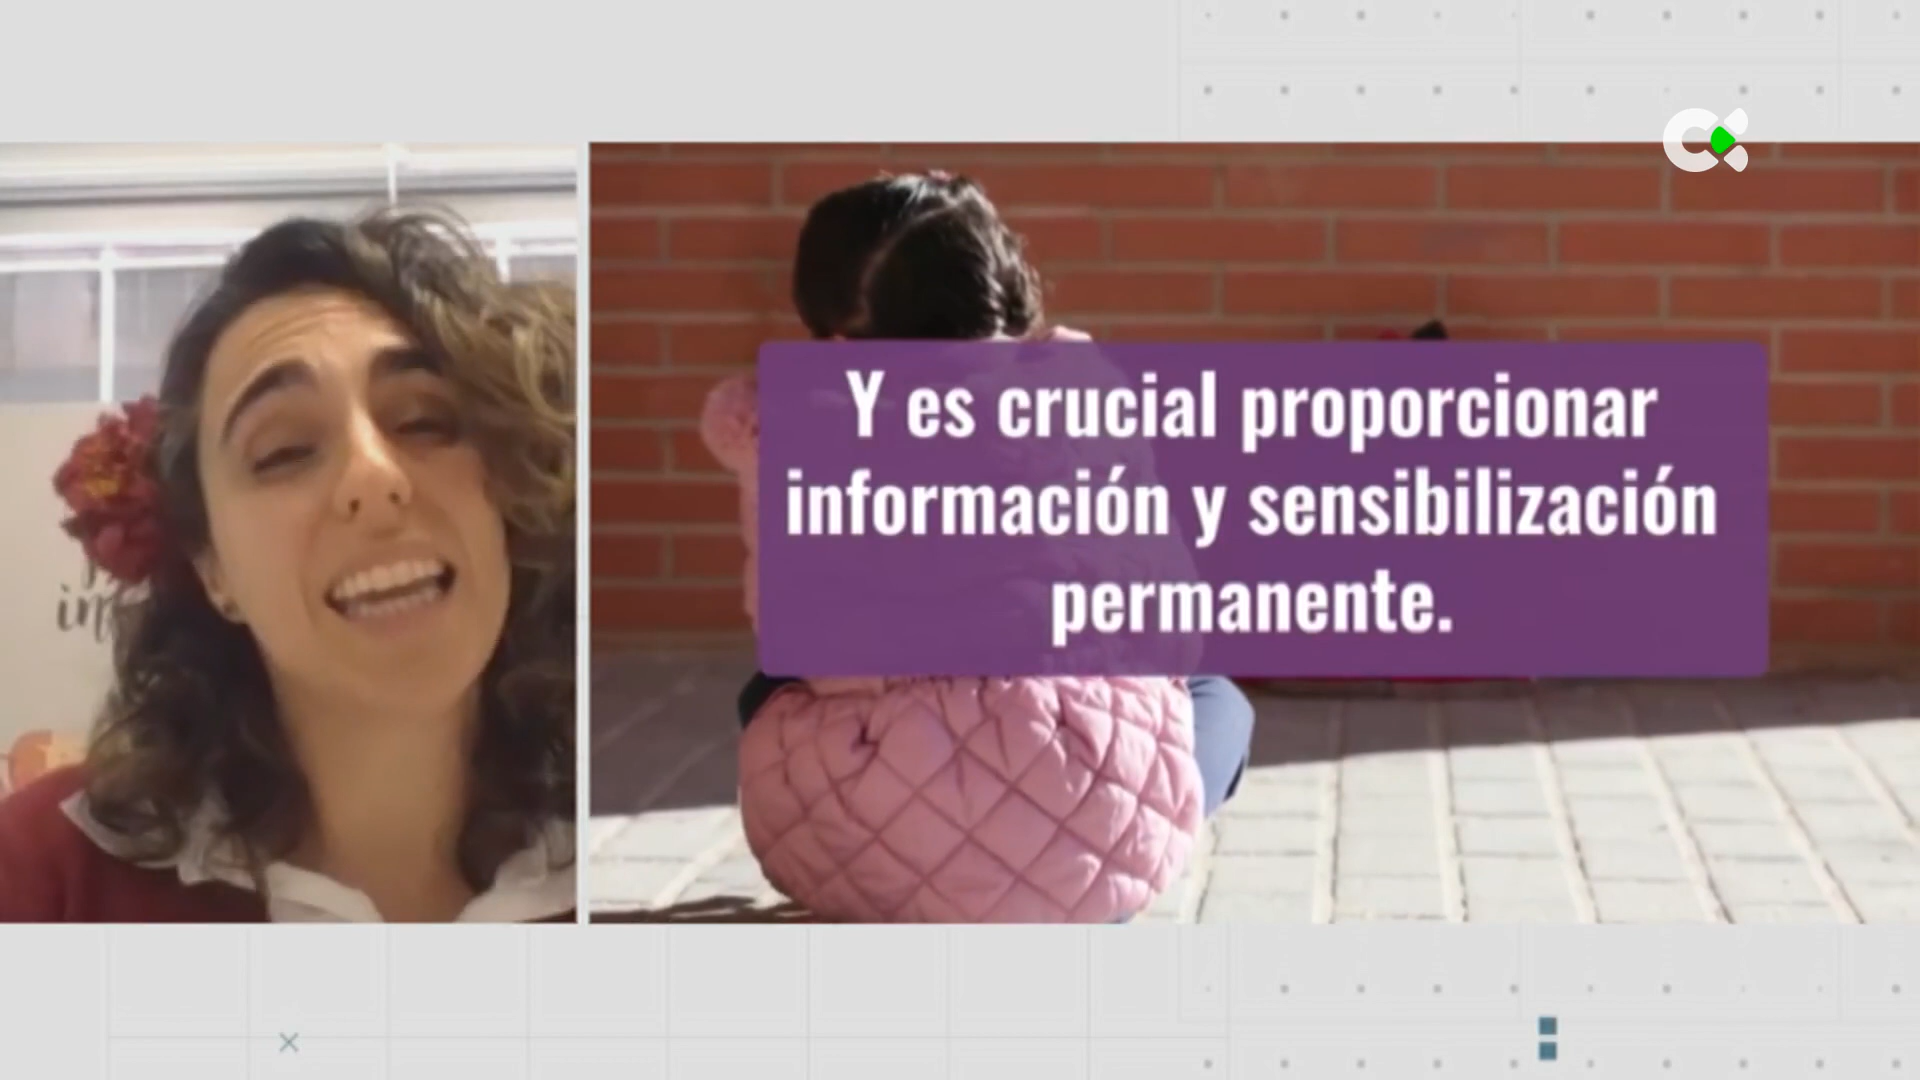 Y es crucial proporcionar
información y sensibilización
permanente.